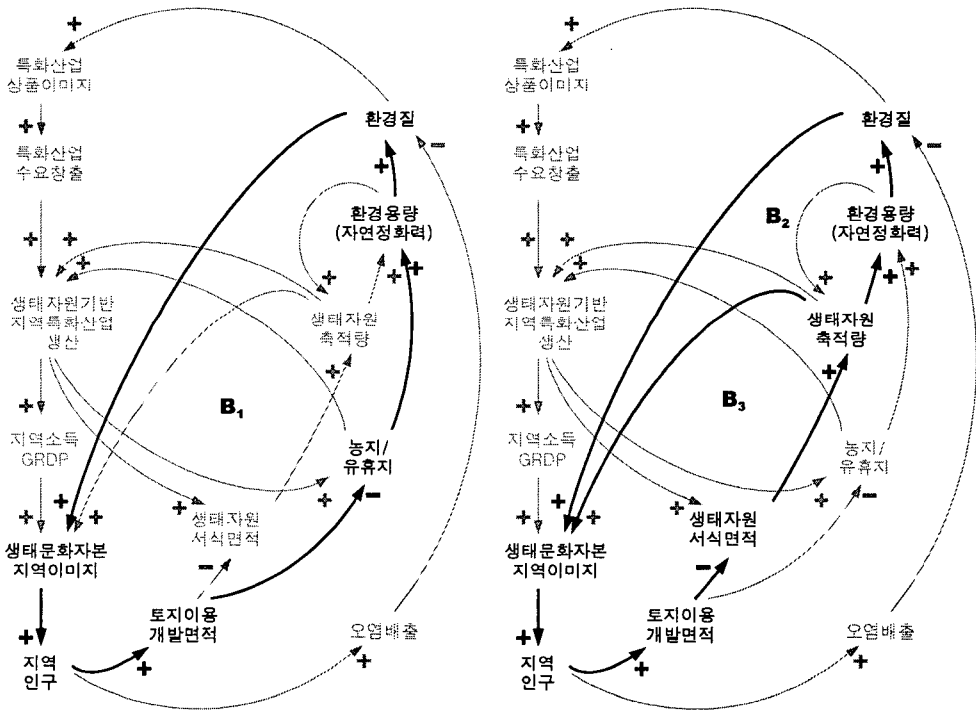 특화산업
상품이미지
특화산업
수요창출
생태자원기반
지역특화산업
생산
지역소득
GRDP
생태문화자본
지역이미지
지역
인구
환경질
환경용량
(자연정화력)
생태자원
축적량
B₁
농지/
유휴지
생태자원
서식면적
토지이용
개발면적
오염배출
특화산업
상품이미지
특화산업
수요창출
생태자원기반
지역특화산업
생산
지역소득
GRDP
생태문화자본
지역이미지
지역
인구
환경질
B₂
환경용량
(자연정화력)
생태자원
축적량
B₃
농지/
유휴지
생태자원
서식면적
토지이용
개발면적
오염배출